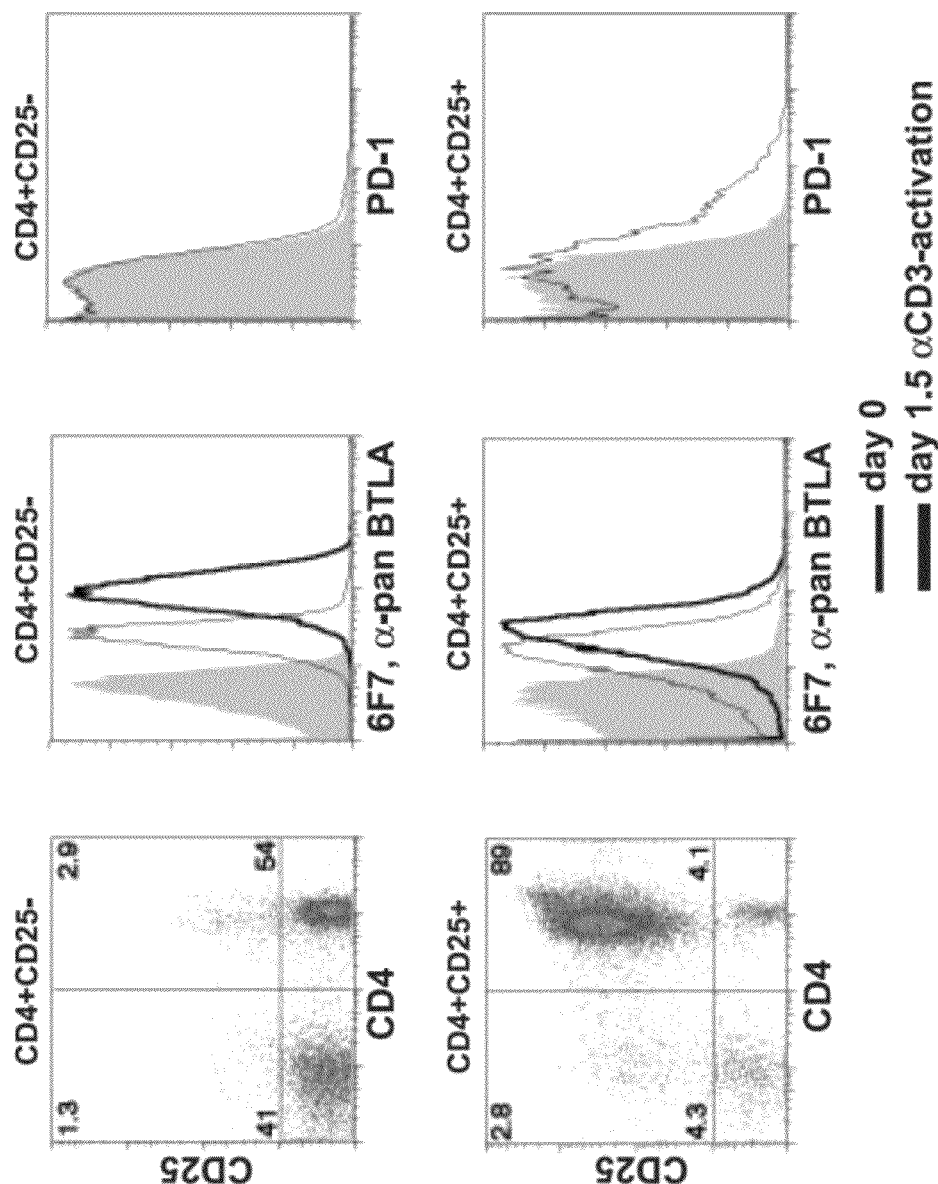 CD4+CD25-
CD4+CD25-
CD4+CD25-
1.3
2.9
41
54
CD25
CD4
6F7, α-pan BTLA
PD-1
CD4+CD25+
CD4+CD25+
CD4+CD25+
2.8
89
4.3
4.1
CD25
CD4
6F7, α-pan BTLA
PD-1
day 0
day 1.5 αCD3-activation